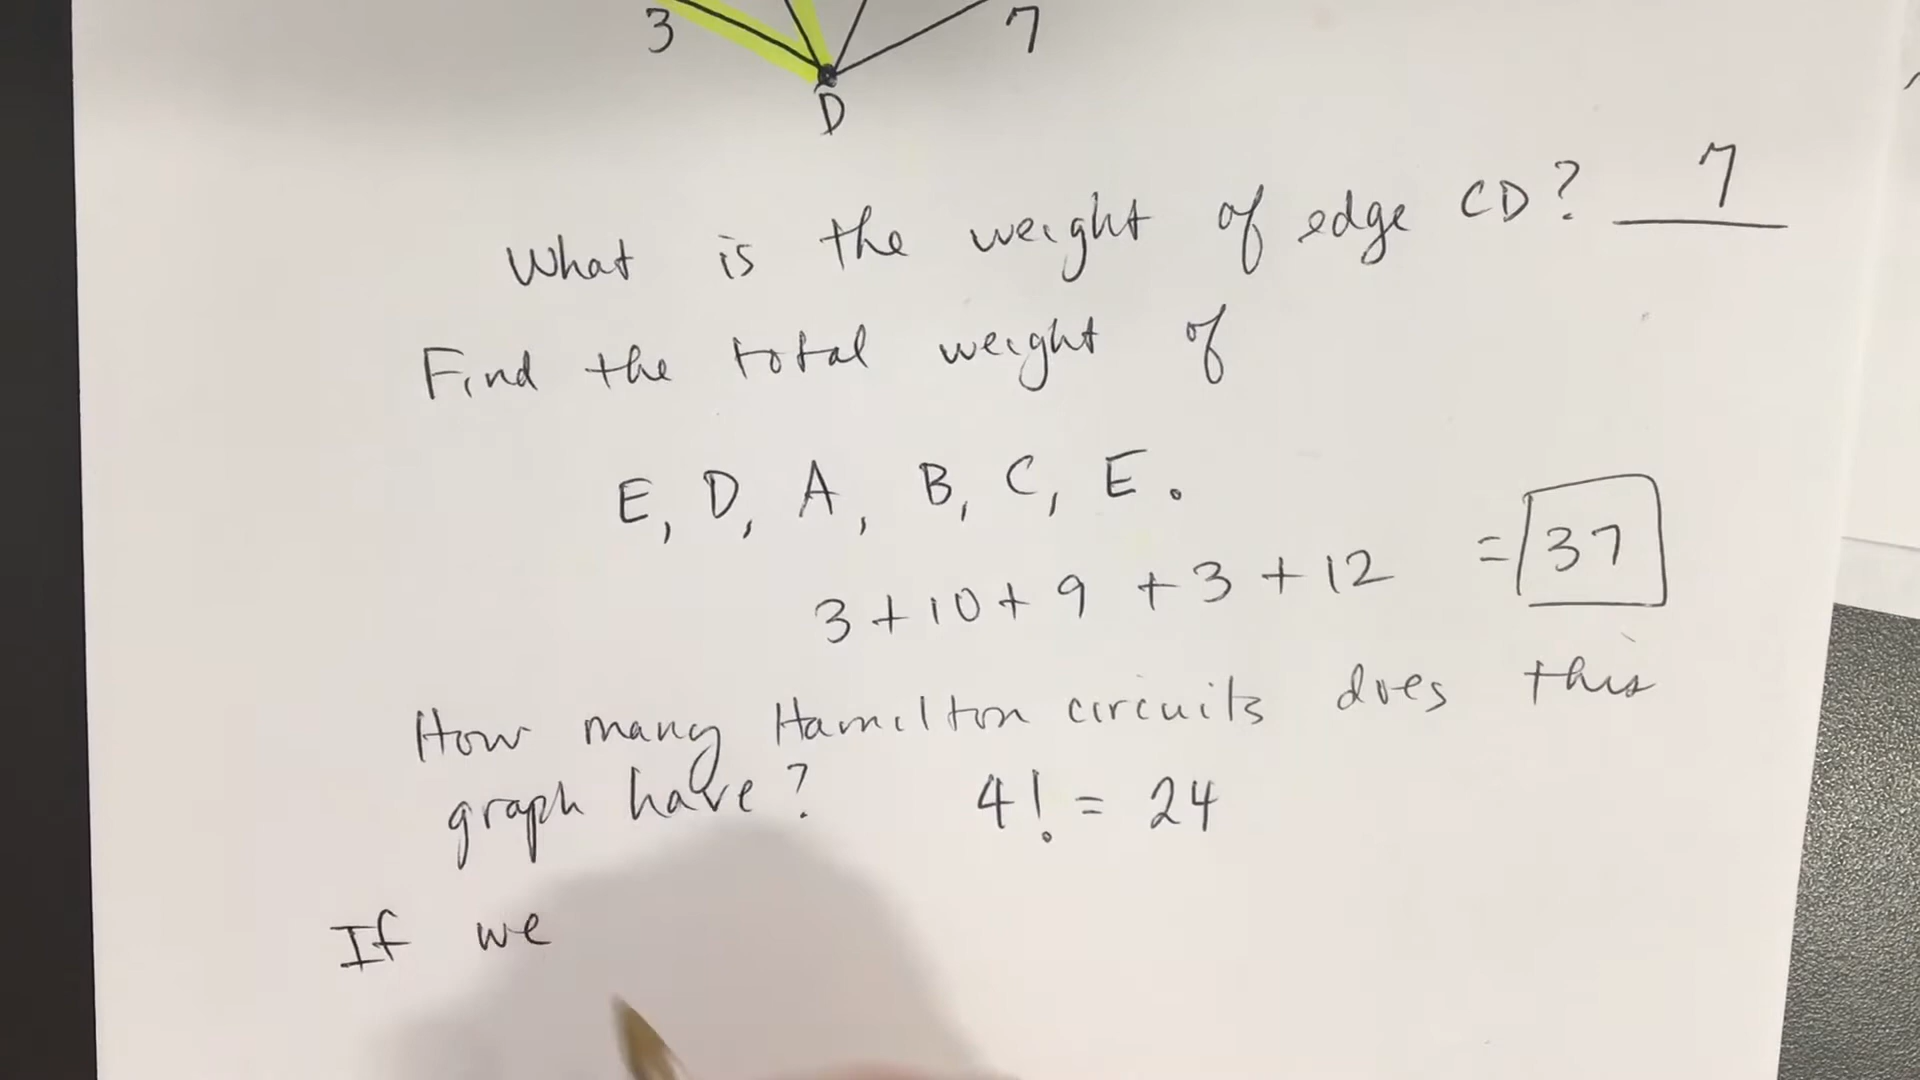 3 7
D
What is the weight of edge CD? 7
Find the total weight of
E, D, A, B, C, E.
3 + 10 + 9 + 3 + 12 = 37
How many Hamilton circuits does this
graph have? 4! = 24
If we